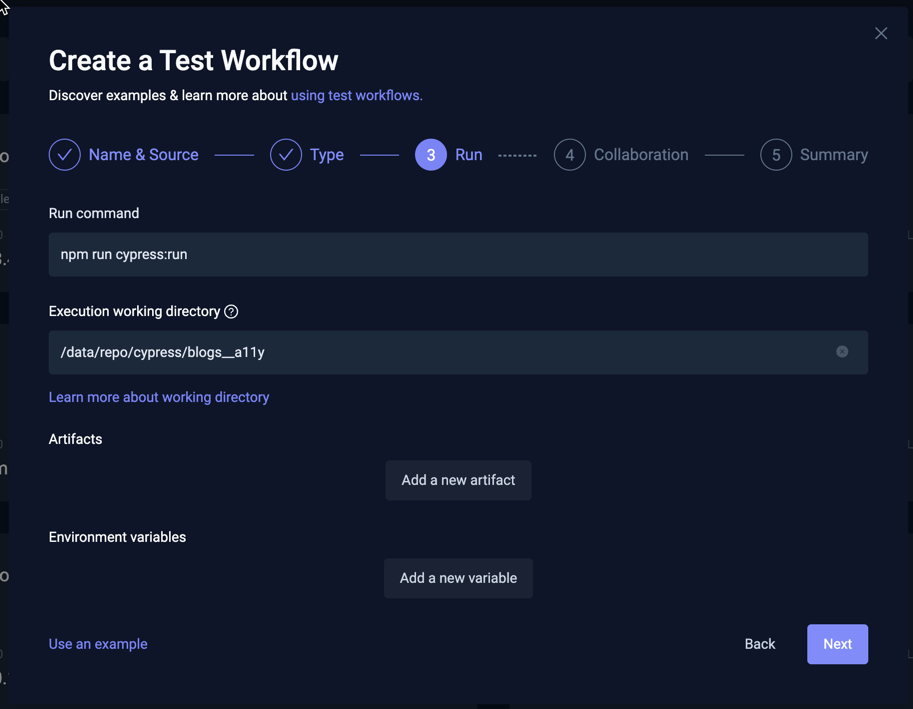 Create a Test Workflow
Discover examples & learn more about using test workflows.
Name & Source
Type
3 Run
4 Collaboration
5 Summary
Run command
npm run cypress:run
Execution working directory
/data/repo/cypress/blogs__a11y
Learn more about working directory
Artifacts
Add a new artifact
Environment variables
Add a new variable
Use an example
Back
Next